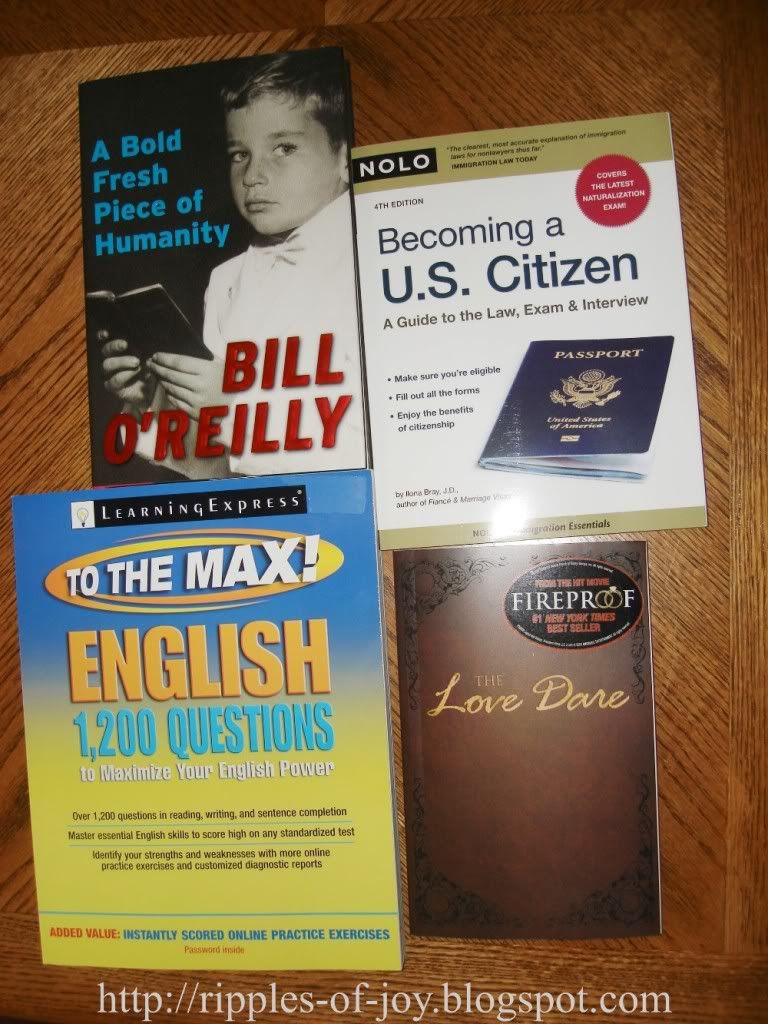 A Bold
Fresh
Piece of
Humanity
BILL
O'REILLY
NOLO
"The clearest, most accurate explanation of immigration
laws for nonlawyers thus far."
IMMIGRATION LAW TODAY
COVERS
THE LATEST
NATURALIZATION
EXAM!
4TH EDITION
Becoming a
U.S. Citizen
A Guide to the Law, Exam & Interview
• Make sure you're eligible
• Fill out all the forms
• Enjoy the benefits
of citizenship
PASSPORT
United States
of America
by Ilona Bray, J.D.,
author of Fiancé & Marriage Visas
Immigration Essentials
LEARNINGEXPRESS®
TO THE MAX!
ENGLISH
1,200 QUESTIONS
to Maximize Your English Power
Over 1,200 questions in reading, writing, and sentence completion
Master essential English skills to score high on any standardized test
Identify your strengths and weaknesses with more online
practice exercises and customized diagnostic reports
ADDED VALUE: INSTANTLY SCORED ONLINE PRACTICE EXERCISES
Password inside
FROM THE HIT MOVIE
FIREPROOF
#1 NEW YORK TIMES
BEST SELLER
THE
Love Dare
http://ripples-of-joy.blogspot.com